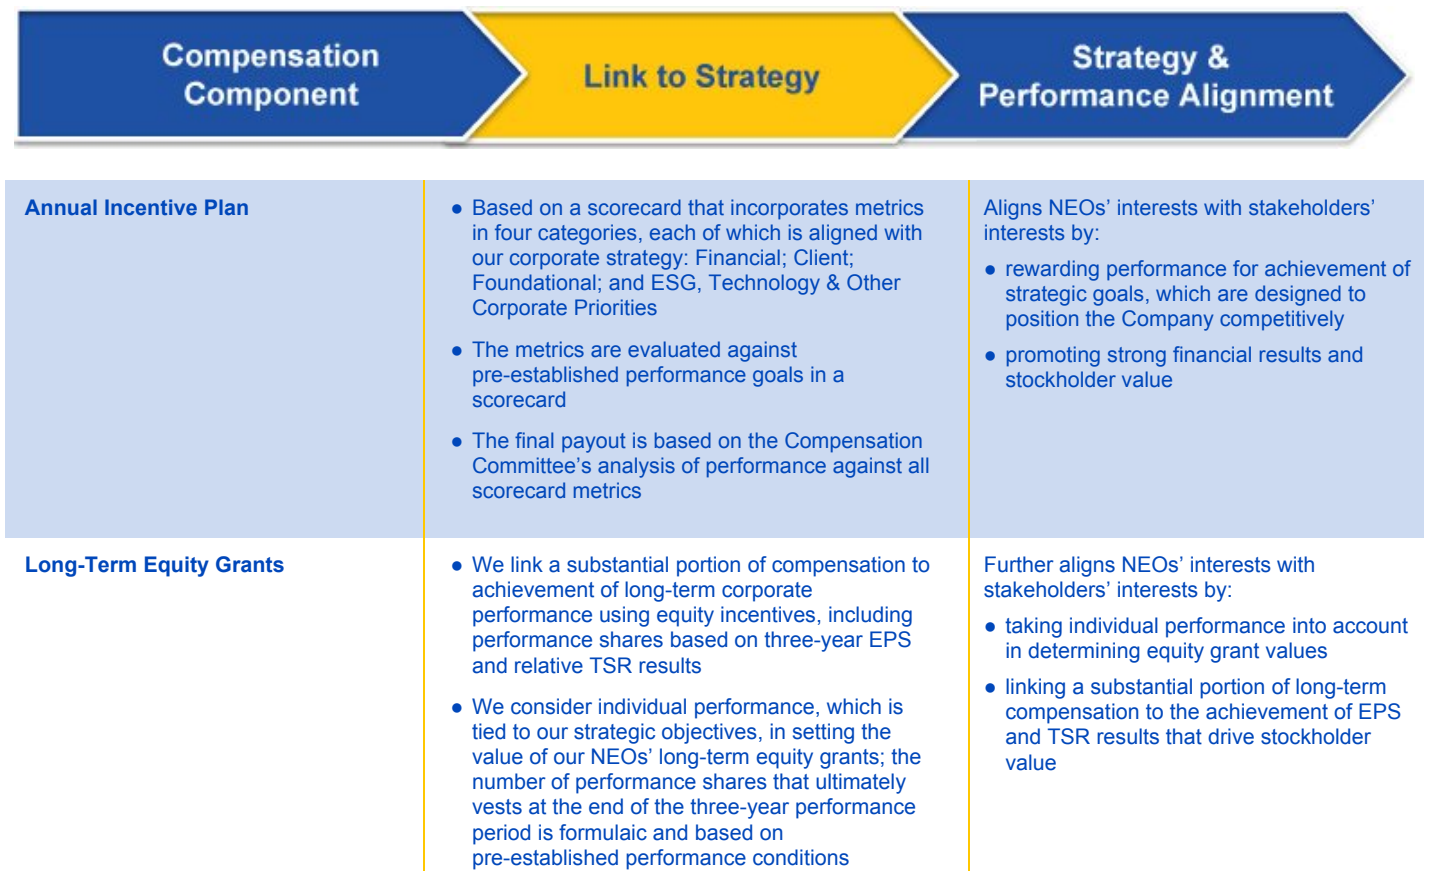 Compensation
Component
Link to Strategy
Strategy &
Performance Alignment
Annual Incentive Plan
● Based on a scorecard that incorporates metrics
in four categories, each of which is aligned with
our corporate strategy: Financial; Client;
Foundational; and ESG, Technology & Other
Corporate Priorities
● The metrics are evaluated against
pre-established performance goals in a
scorecard
● The final payout is based on the Compensation
Committee’s analysis of performance against all
scorecard metrics
Aligns NEOs’ interests with stakeholders’
interests by:
● rewarding performance for achievement of
strategic goals, which are designed to
position the Company competitively
● promoting strong financial results and
stockholder value
Long-Term Equity Grants
● We link a substantial portion of compensation to
achievement of long-term corporate
performance using equity incentives, including
performance shares based on three-year EPS
and relative TSR results
● We consider individual performance, which is
tied to our strategic objectives, in setting the
value of our NEOs’ long-term equity grants; the
number of performance shares that ultimately
vests at the end of the three-year performance
period is formulaic and based on
pre-established performance conditions
Further aligns NEOs’ interests with
stakeholders’ interests by:
● taking individual performance into account
in determining equity grant values
● linking a substantial portion of long-term
compensation to the achievement of EPS
and TSR results that drive stockholder
value